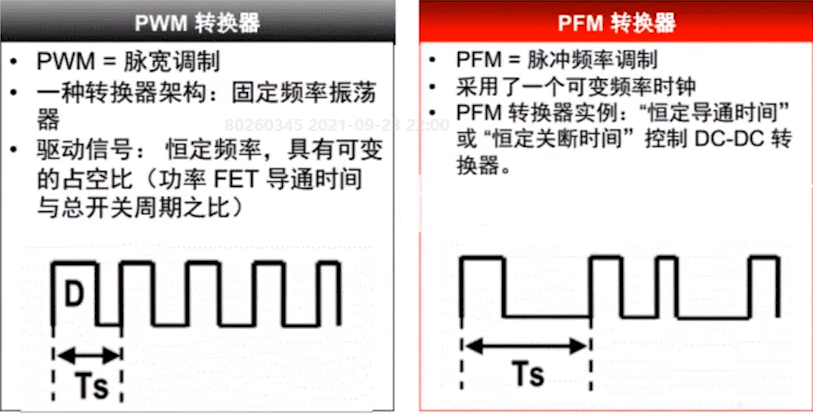 PWM 转换器
• PWM = 脉宽调制
• 一种转换器架构：固定频率振荡
器
• 驱动信号： 恒定频率，具有可变
的占空比（功率 FET 导通时间
与总开关周期之比）
D
Ts
PFM 转换器
• PFM = 脉冲频率调制
• 采用了一个可变频率时钟
• PFM 转换器实例：“恒定导通时间”
或 “恒定关断时间” 控制 DC-DC 转
换器。
Ts
80260345 2021-09-23 22:00